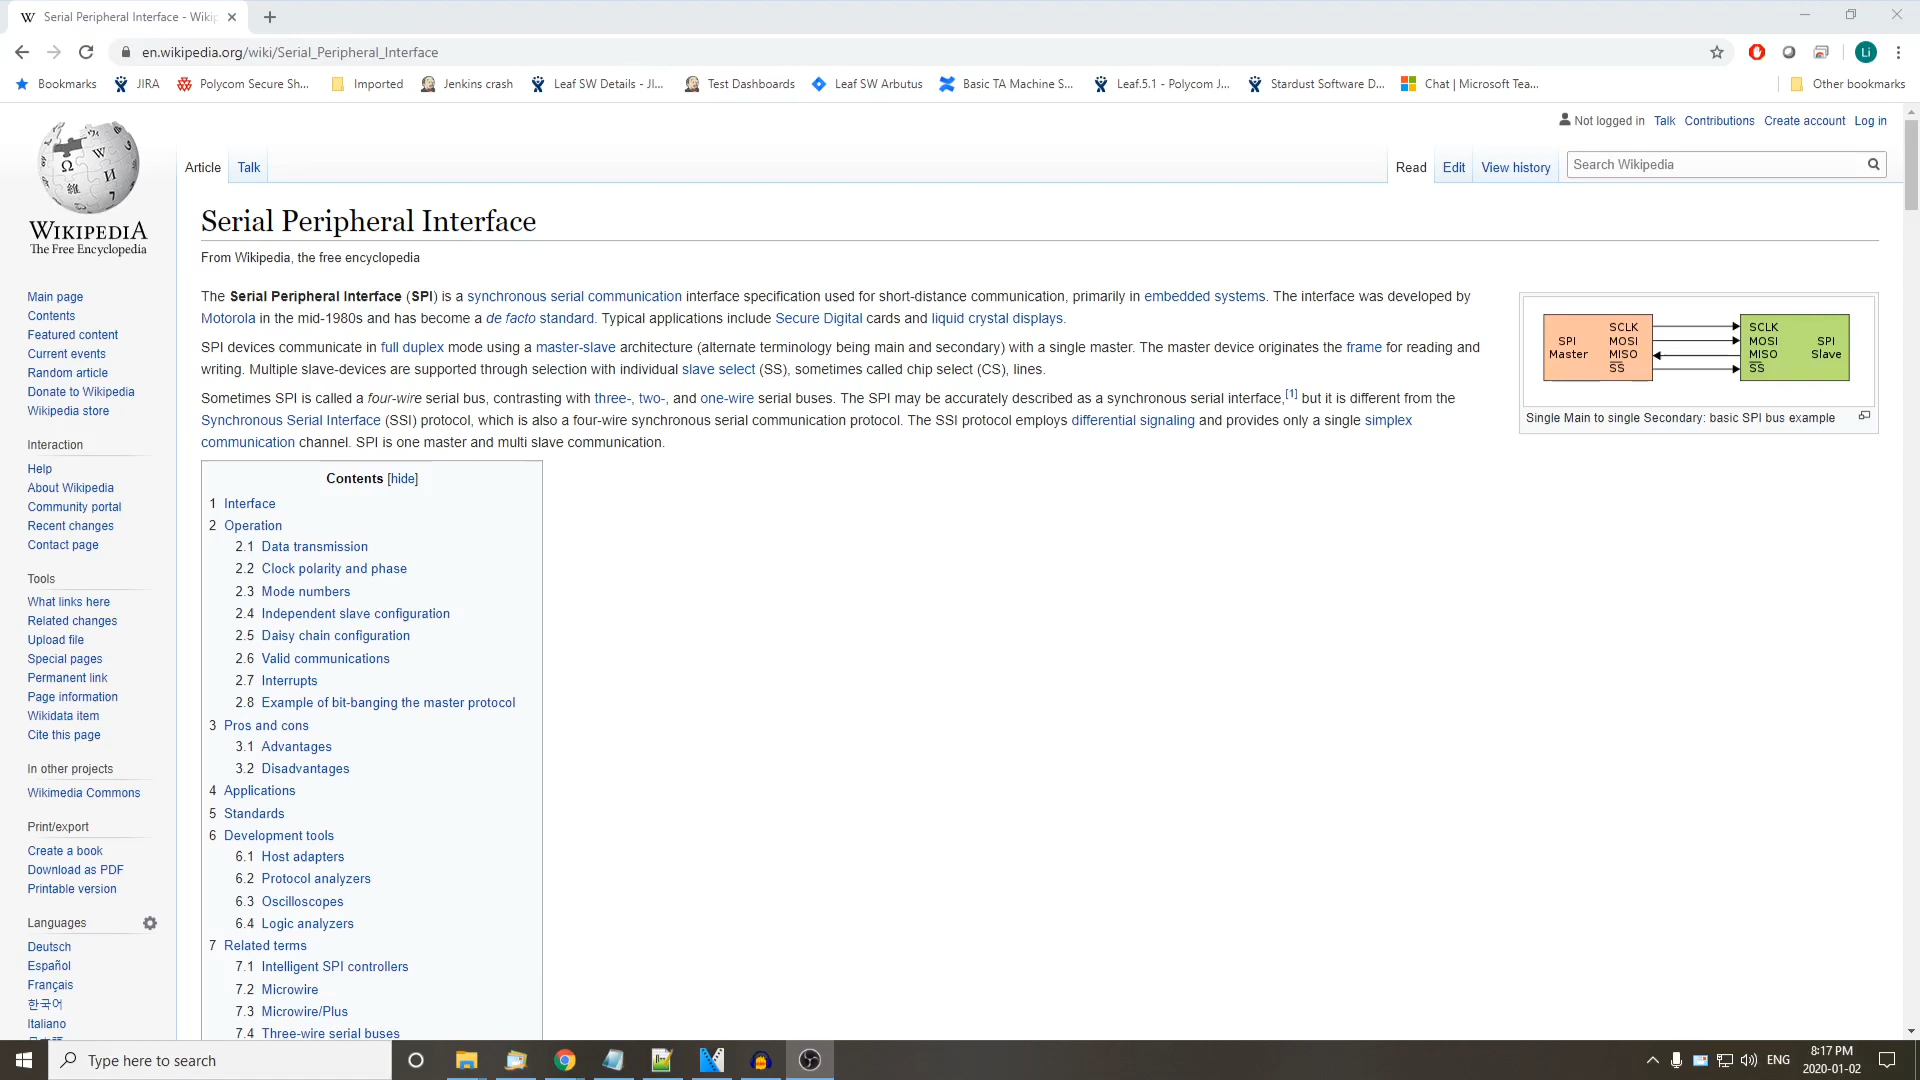 Serial Peripheral Interface - Wikip
en.wikipedia.org/wiki/Serial_Peripheral_Interface
Li
Bookmarks
JIRA
Polycom Secure Sh...
Imported
Jenkins crash
Leaf SW Details - JI...
Test Dashboards
Leaf SW Arbutus
Basic TA Machine S...
Leaf.5.1 - Polycom J...
Stardust Software D...
Chat | Microsoft Tea...
Other bookmarks
WIKIPEDIA
The Free Encyclopedia
Not logged in Talk Contributions Create account Log in
Article Talk
Read Edit View history
Search Wikipedia
Serial Peripheral Interface
From Wikipedia, the free encyclopedia
The Serial Peripheral Interface (SPI) is a synchronous serial communication interface specification used for short-distance communication, primarily in embedded systems. The interface was developed by
Motorola in the mid-1980s and has become a de facto standard. Typical applications include Secure Digital cards and liquid crystal displays.
SPI devices communicate in full duplex mode using a master-slave architecture (alternate terminology being main and secondary) with a single master. The master device originates the frame for reading and
writing. Multiple slave-devices are supported through selection with individual slave select (SS), sometimes called chip select (CS), lines.
Sometimes SPI is called a four-wire serial bus, contrasting with three-, two-, and one-wire serial buses. The SPI may be accurately described as a synchronous serial interface,[1] but it is different from the
Synchronous Serial Interface (SSI) protocol, which is also a four-wire synchronous serial communication protocol. The SSI protocol employs differential signaling and provides only a single simplex
communication channel. SPI is one master and multi slave communication.
SPI
Master
SCLK
MOSI
MISO
SS
SCLK
MOSI
MISO
SS
SPI
Slave
Single Main to single Secondary: basic SPI bus example
Contents [hide]
1 Interface
2 Operation
2.1 Data transmission
2.2 Clock polarity and phase
2.3 Mode numbers
2.4 Independent slave configuration
2.5 Daisy chain configuration
2.6 Valid communications
2.7 Interrupts
2.8 Example of bit-banging the master protocol
3 Pros and cons
3.1 Advantages
3.2 Disadvantages
4 Applications
5 Standards
6 Development tools
6.1 Host adapters
6.2 Protocol analyzers
6.3 Oscilloscopes
6.4 Logic analyzers
7 Related terms
7.1 Intelligent SPI controllers
7.2 Microwire
7.3 Microwire/Plus
7.4 Three-wire serial buses
Main page
Contents
Featured content
Current events
Random article
Donate to Wikipedia
Wikipedia store
Interaction
Help
About Wikipedia
Community portal
Recent changes
Contact page
Tools
What links here
Related changes
Upload file
Special pages
Permanent link
Page information
Wikidata item
Cite this page
In other projects
Wikimedia Commons
Print/export
Create a book
Download as PDF
Printable version
Languages
Deutsch
Español
Français
한국어
Italiano
Type here to search
ENG
8:17 PM
2020-01-02